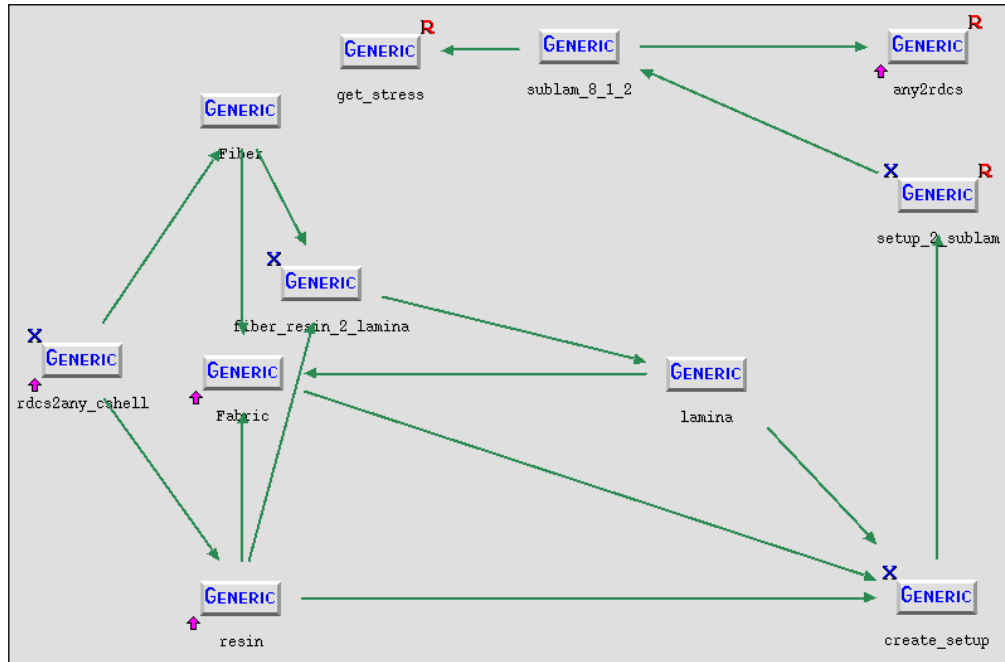 R
GENERIC
get_stress
GENERIC
sublam_8_1_2
R
GENERIC
any2rdcs
GENERIC
Fiber
X
R
GENERIC
setup_2_sublam
X
GENERIC
fiber_resin_2_lamina
X
GENERIC
rdcs2any_cshell
GENERIC
Fabric
GENERIC
lamina
GENERIC
resin
X
GENERIC
create_setup